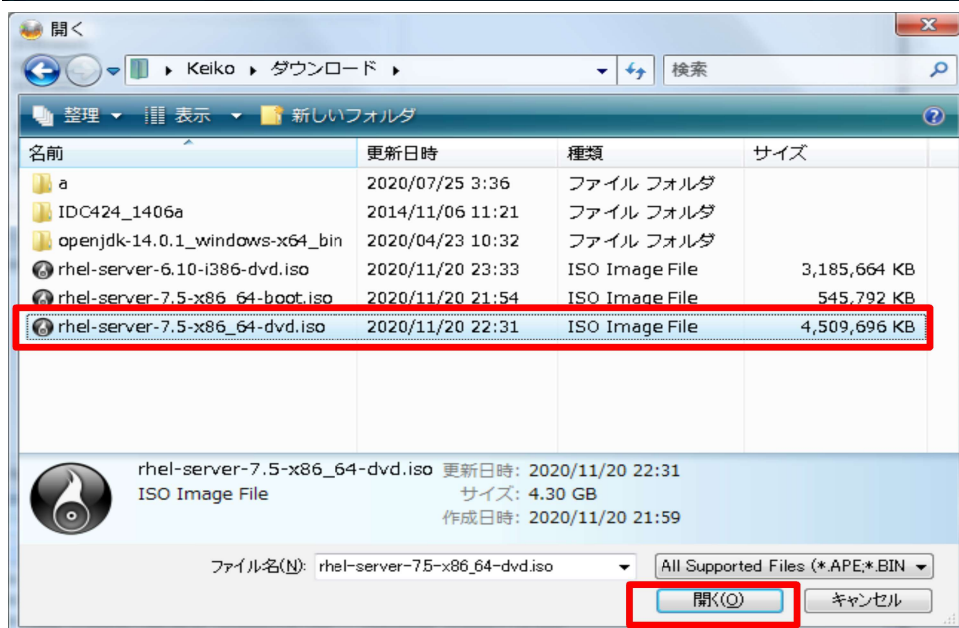 開く
Keiko ダウンロード 検索
整理 表示 新しいフォルダ
名前 更新日時 種類 サイズ
a 2020/07/25 3:36 ファイル フォルダ
IDC424_1406a 2014/11/06 11:21 ファイル フォルダ
openjdk-14.0.1_windows-x64_bin 2020/04/23 10:32 ファイル フォルダ
rhel-server-6.10-i386-dvd.iso 2020/11/20 23:33 ISO Image File 3,185,664 KB
rhel-server-7.5-x86_64-boot.iso 2020/11/20 21:54 ISO Image File 545,792 KB
rhel-server-7.5-x86_64-dvd.iso 2020/11/20 22:31 ISO Image File 4,509,696 KB
rhel-server-7.5-x86_64-dvd.iso 更新日時: 2020/11/20 22:31
ISO Image File サイズ: 4.30 GB
作成日時: 2020/11/20 21:59
ファイル名(N): rhel-server-7.5-x86_64-dvd.iso All Supported Files (*.APE;*.BIN
開く(O) キャンセル